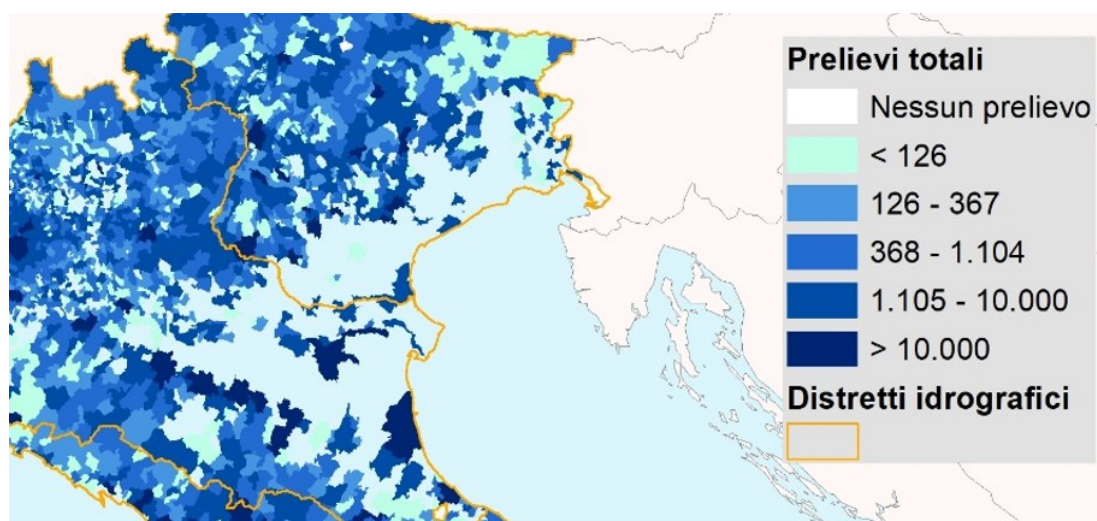 Prelievi totali
Nessun prelievo
< 126
126 - 367
368 - 1.104
1.105 - 10.000
> 10.000
Distretti idrografici